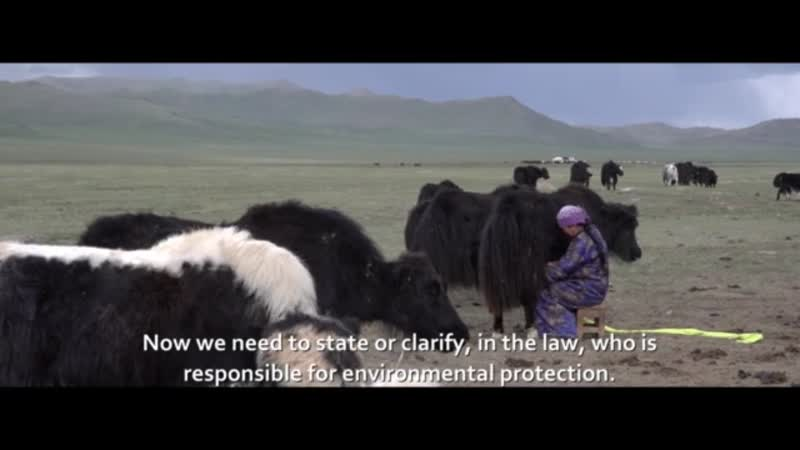 Now we need to state or clarify, in the law, who is
responsible for environmental protection.